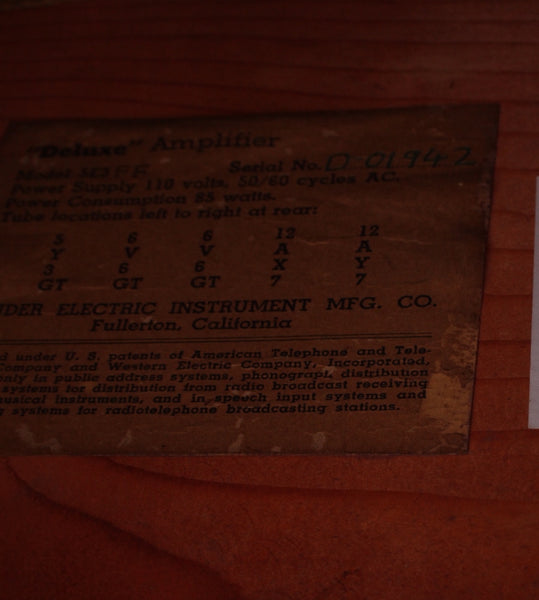 "Deluxe" Amplifier
Model 5E3 Serial No. D-01942
Power Supply 110 volts, 50/60 cycles AC.
Power Consumption 85 watts.
Tube locations left to right at rear:
5 6 6 12 12
Y V V A A
3 6 6 X Y
GT GT GT 7 7
NDER ELECTRIC INSTRUMENT MFG. CO.
Fullerton, California
d under U. S. patents of American Telephone and Tele-
Company and Western Electric Company, Incorporated,
only in public address systems, phonograph distribution
systems for distribution from radio broadcast receiving
musical instruments, and in speech input systems and
g systems for radiotelephone broadcasting stations.